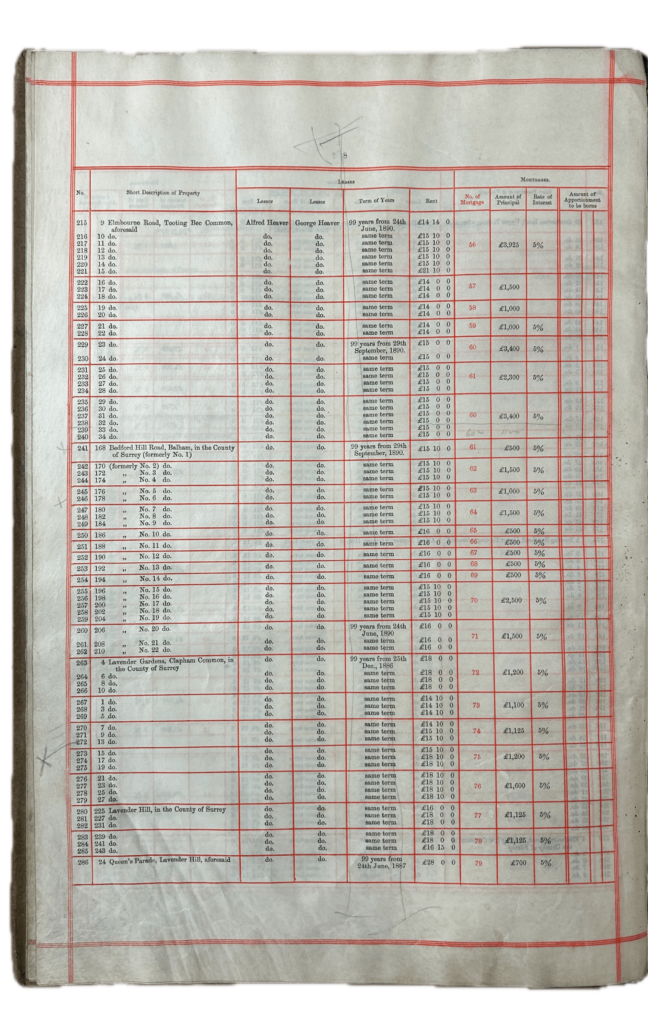 8
No. Short Description of Property Leases Mortgages.
Lessor Lessee Term of Years Rent No. of Mortgage Amount of Principal Rate of Interest Amount of Apportionment to be borne
215 9 Elmbourne Road, Tooting Bec Common, aforesaid Alfred Heaver George Heaver 99 years from 24th June, 1890. £14 14 0
216 10 do. do. do. same term £15 10 0
217 11 do. do. do. same term £15 10 0 56 £3,925 5%
218 12 do. do. do. same term £15 10 0
219 13 do. do. do. same term £15 10 0
220 14 do. do. do. same term £15 10 0
221 15 do. do. do. same term £21 10 0
222 16 do. do. do. same term £14 0 0
223 17 do. do. do. same term £14 0 0 57 £1,500
224 18 do. do. do. same term £14 0 0
225 19 do. do. do. same term £14 0 0 58 £1,000
226 20 do. do. do. same term £14 0 0
227 21 do. do. do. same term £14 0 0 59 £1,000 5%
228 22 do. do. do. same term £14 0 0
229 23 do. do. do. 99 years from 29th September, 1890. £15 0 0 60 £3,400 5%
230 24 do. do. do. same term £15 0 0
231 25 do. do. do. same term £15 0 0
232 26 do. do. do. same term £15 0 0 61 £2,300 5%
233 27 do. do. do. same term £15 0 0
234 28 do. do. do. same term £15 0 0
235 29 do. do. do. same term £15 0 0
236 30 do. do. do. same term £15 0 0
237 31 do. do. do. same term £15 0 0 60 £3,400 5%
238 32 do. do. do. same term £15 0 0
239 33 do. do. do. same term £15 0 0
240 34 do. do. do. same term £15 0 0
241 168 Bedford Hill Road, Balham, in the County of Surrey (formerly No. 1) do. do. 99 years from 29th September, 1890. £15 10 0 61 £500 5%
242 170 (formerly No. 2) do. do. do. same term £15 10 0
243 172 „ No. 3 do. do. do. same term £15 10 0 62 £1,500 5%
244 174 „ No. 4 do. do. do. same term £15 10 0
245 176 „ No. 5 do. do. do. same term £15 10 0 63 £1,000 5%
246 178 „ No. 6 do. do. do. same term £15 10 0
247 180 „ No. 7 do. do. do. same term £15 10 0
248 182 „ No. 8 do. do. do. same term £15 10 0 64 £1,500 5%
249 184 „ No. 9 do. do. do. same term £15 10 0
250 186 „ No. 10 do. do. do. same term £16 0 0 65 £500 5%
251 188 „ No. 11 do. do. do. same term £16 0 0 66 £500 5%
252 190 „ No. 12 do. do. do. same term £16 0 0 67 £500 5%
253 192 „ No. 13 do. do. do. same term £16 0 0 68 £500 5%
254 194 „ No. 14 do. do. do. same term £16 0 0 69 £500 5%
255 196 „ No. 15 do. do. do. same term £15 10 0
256 198 „ No. 16 do. do. do. same term £15 10 0
257 200 „ No. 17 do. do. do. same term £15 10 0 70 £2,500 5%
258 202 „ No. 18 do. do. do. same term £15 10 0
259 204 „ No. 19 do. do. do. same term £15 10 0
260 206 „ No. 20 do. do. do. 99 years from 24th June, 1890 £16 0 0
261 208 „ No. 21 do. do. do. same term £16 0 0 71 £1,500 5%
262 210 „ No. 22 do. do. do. same term £16 0 0
263 4 Lavender Gardens, Clapham Common, in the County of Surrey do. do. 99 years from 25th Dec., 1886 £18 0 0
264 6 do. do. do. same term £18 0 0 72 £1,200 5%
265 8 do. do. do. same term £18 0 0
266 10 do. do. do. same term £18 0 0
267 1 do. do. do. same term £14 10 0
268 3 do. do. do. same term £14 10 0 73 £1,100 5%
269 5 do. do. do. same term £14 10 0
270 7 do. do. do. same term £14 10 0
271 9 do. do. do. same term £15 10 0 74 £1,125 5%
272 13 do. do. do. same term £15 10 0
273 15 do. do. do. same term £15 10 0
274 17 do. do. do. same term £18 10 0 75 £1,200 5%
275 19 do. do. do. same term £18 10 0
276 21 do. do. do. same term £18 10 0
277 23 do. do. do. same term £18 10 0 76 £1,600 5%
278 25 do. do. do. same term £18 10 0
279 27 do. do. do. same term £18 10 0
280 225 Lavender Hill, in the County of Surrey do. do. same term £16 0 0
281 227 do. do. do. same term £18 0 0 77 £1,125 5%
282 231 do. do. do. same term £18 0 0
283 239 do. do. do. same term £18 0 0
284 241 do. do. do. same term £18 0 0 78 £1,125 5%
285 243 do. do. do. same term £16 15 0
286 24 Queen's Parade, Lavender Hill, aforesaid do. do. 99 years from 24th June, 1887 £28 0 0 79 £700 5%